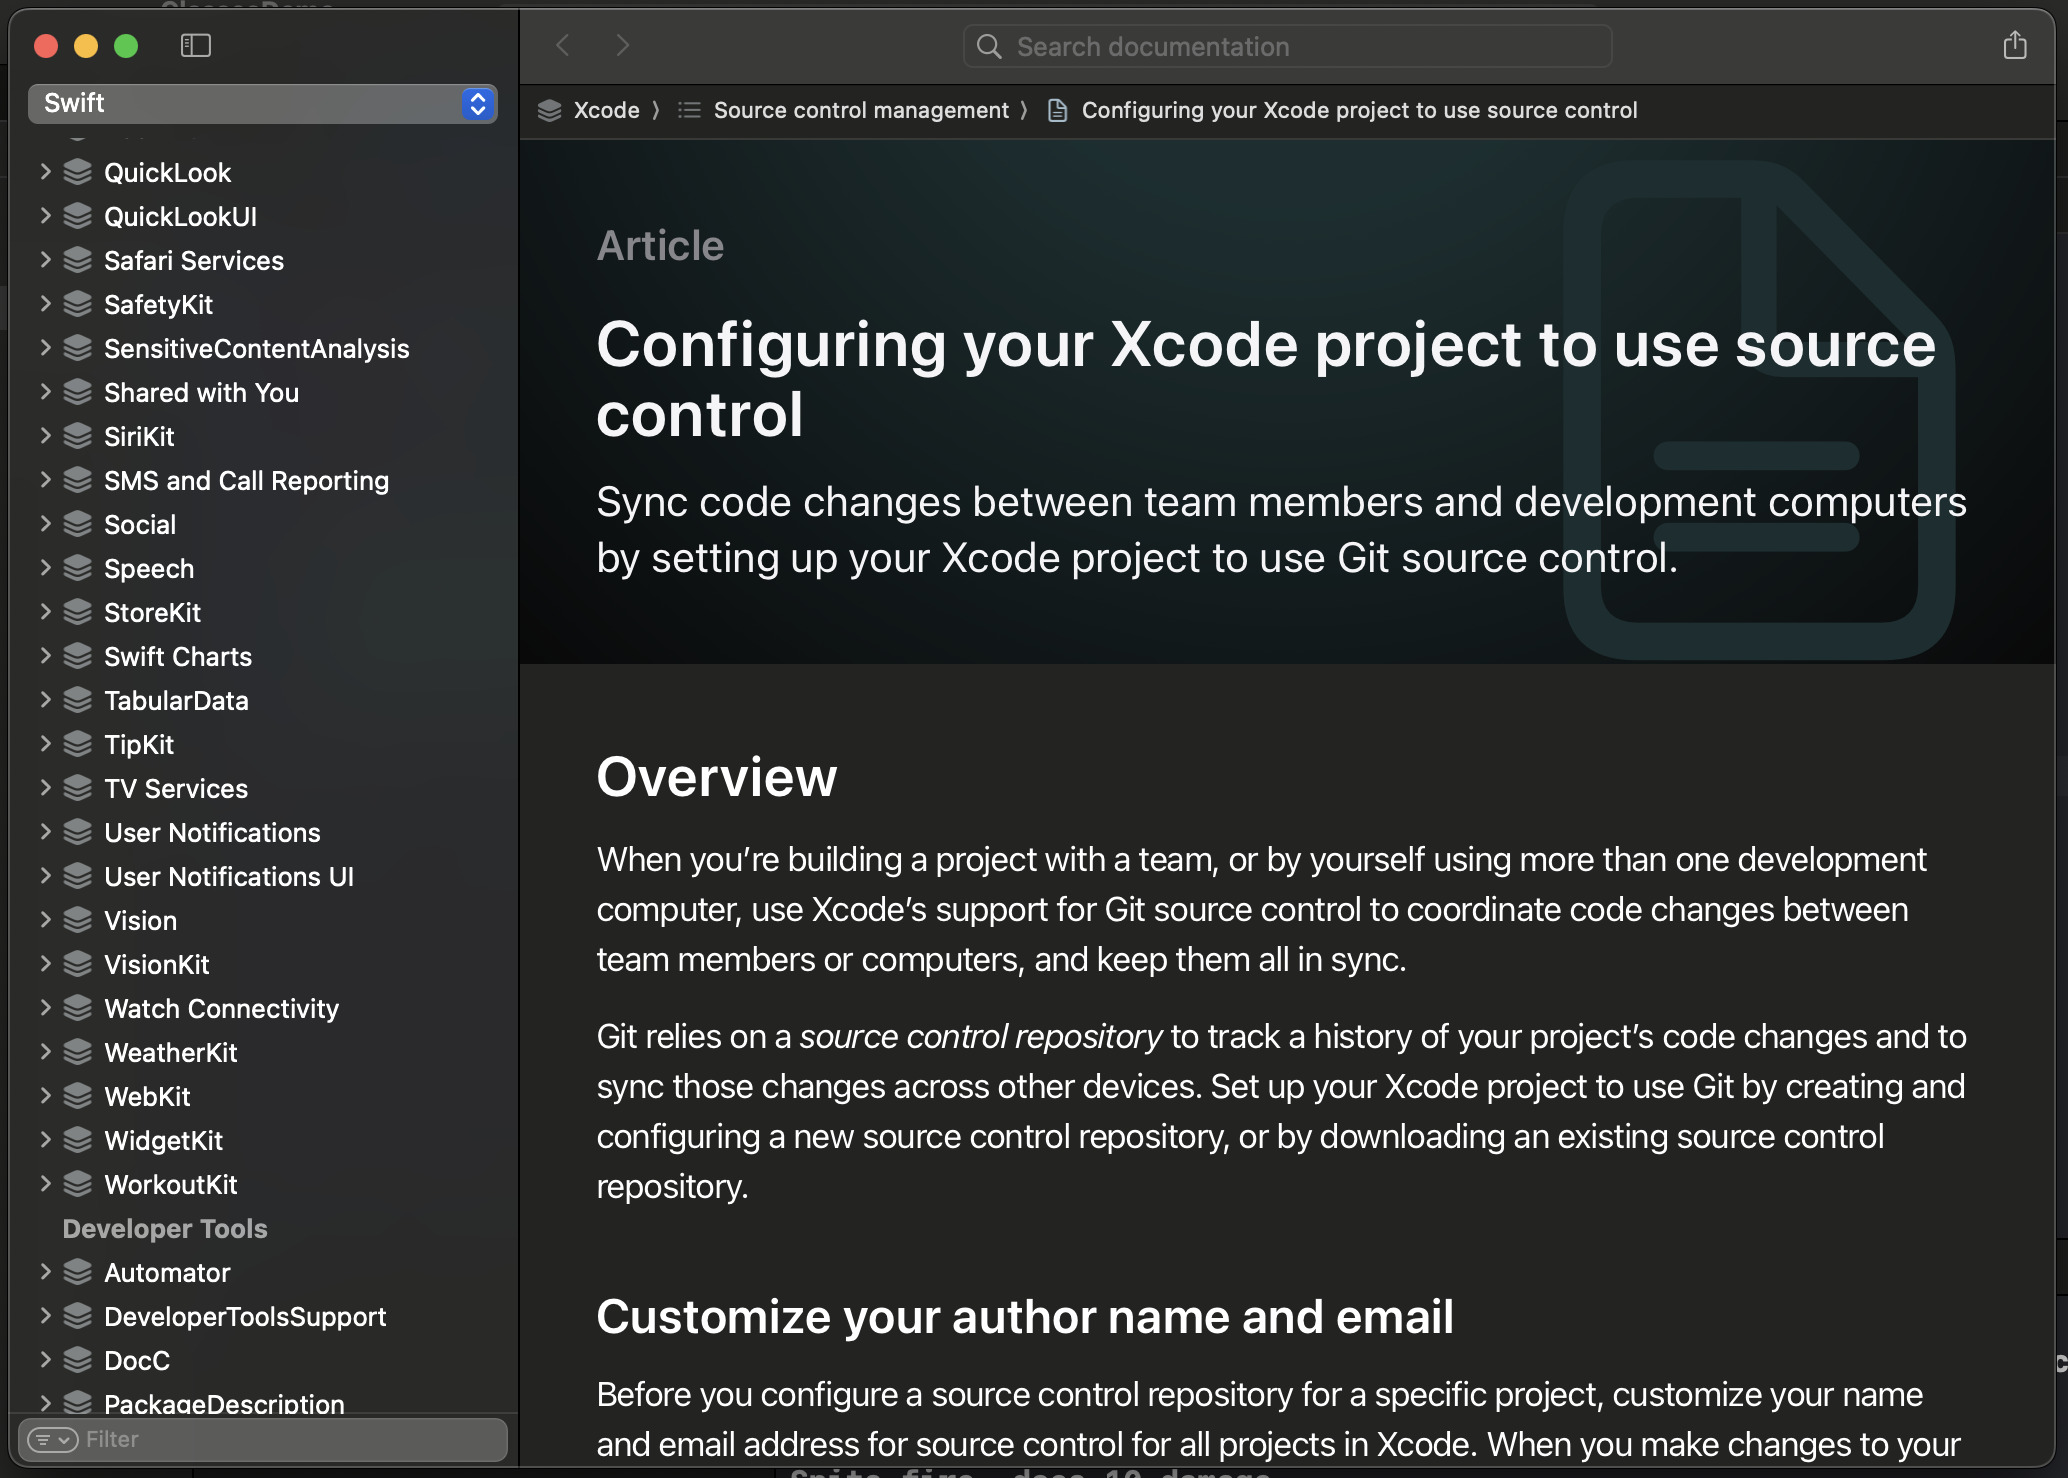 Swift
QuickLook
QuickLookUI
Safari Services
SafetyKit
SensitiveContentAnalysis
Shared with You
SiriKit
SMS and Call Reporting
Social
Speech
StoreKit
Swift Charts
TabularData
TipKit
TV Services
User Notifications
User Notifications UI
Vision
VisionKit
Watch Connectivity
WeatherKit
WebKit
WidgetKit
WorkoutKit
Developer Tools
Automator
DeveloperToolsSupport
DocC
PackageDescription
Filter
Search documentation
Xcode ⟩ Source control management ⟩ Configuring your Xcode project to use source control
Article
Configuring your Xcode project to use source
control
Sync code changes between team members and development computers
by setting up your Xcode project to use Git source control.
Overview
When you’re building a project with a team, or by yourself using more than one development
computer, use Xcode’s support for Git source control to coordinate code changes between
team members or computers, and keep them all in sync.
Git relies on a source control repository to track a history of your project’s code changes and to
sync those changes across other devices. Set up your Xcode project to use Git by creating and
configuring a new source control repository, or by downloading an existing source control
repository.
Customize your author name and email
Before you configure a source control repository for a specific project, customize your name
and email address for source control for all projects in Xcode. When you make changes to your